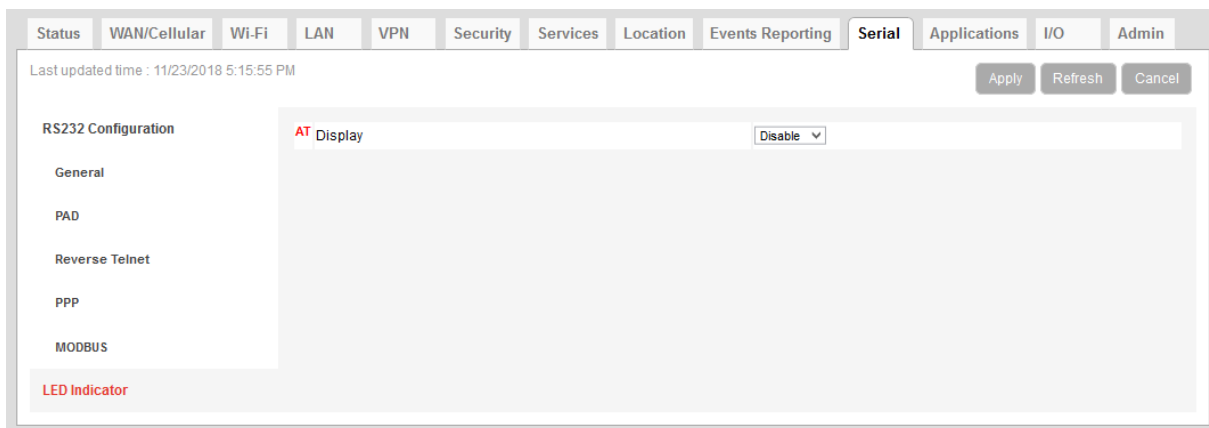 Status WAN/Cellular Wi-Fi LAN VPN Security Services Location Events Reporting Serial Applications I/O Admin
Last updated time : 11/23/2018 5:15:55 PM
Apply Refresh Cancel
RS232 Configuration
AT Display Disable
General
PAD
Reverse Telnet
PPP
MODBUS
LED Indicator